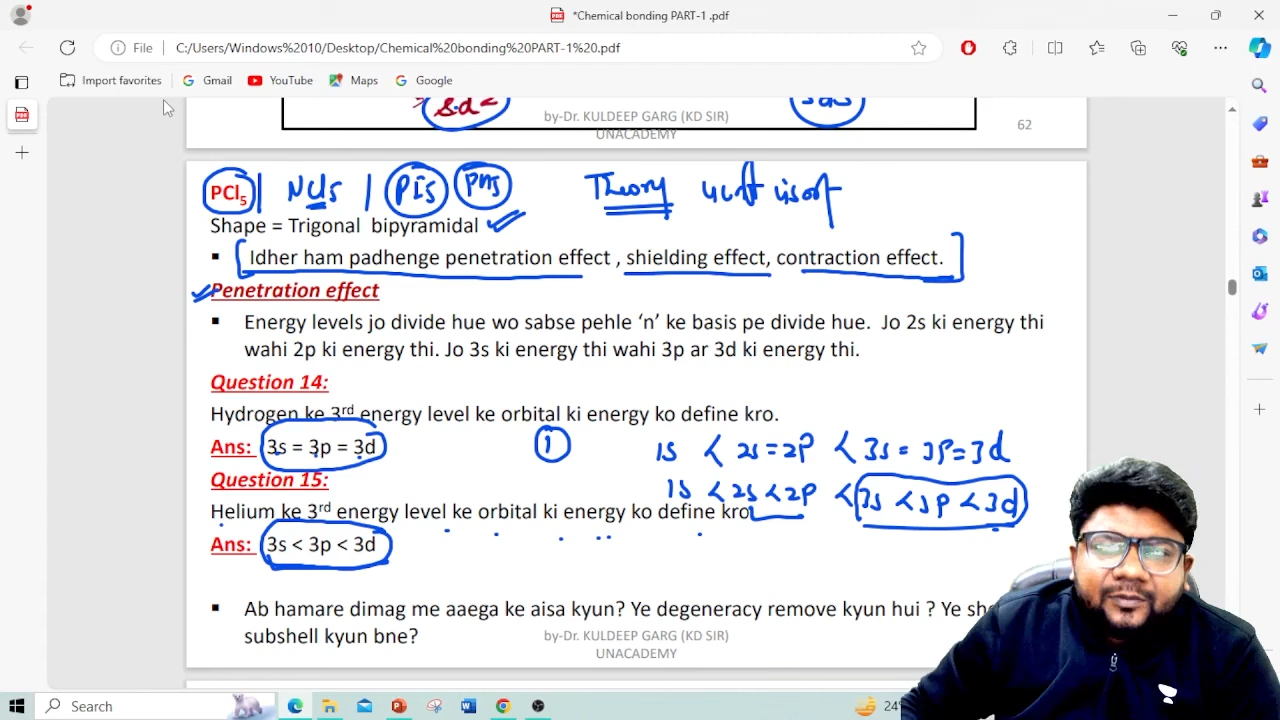 *Chemical bonding PART-1 .pdf
File C:/Users/Windows%2010/Desktop/Chemical%20bonding%20PART-1%20.pdf
Import favorites Gmail YouTube Maps Google
s.d²
by-Dr. KULDEEP GARG (KD SIR)
UNACADEMY
62
PCl5 | NCl5 | PI5 PH5 Theory
Shape = Trigonal bipyramidal
▪ Idher ham padhenge penetration effect , shielding effect, contraction effect.
Penetration effect
▪ Energy levels jo divide hue wo sabse pehle ‘n’ ke basis pe divide hue. Jo 2s ki energy thi
wahi 2p ki energy thi. Jo 3s ki energy thi wahi 3p ar 3d ki energy thi.
Question 14:
Hydrogen ke 3rd energy level ke orbital ki energy ko define kro.
Ans: 3s = 3p = 3d ① 1s < 2s = 2p < 3s = 3p = 3d
Question 15:
1s < 2s < 2p < 3s < 3p < 3d
Helium ke 3rd energy level ke orbital ki energy ko define kro
Ans: 3s < 3p < 3d
▪ Ab hamare dimag me aaega ke aisa kyun? Ye degeneracy remove kyun hui ? Ye
subshell kyun bne?
by-Dr. KULDEEP GARG (KD SIR)
UNACADEMY
Search
24